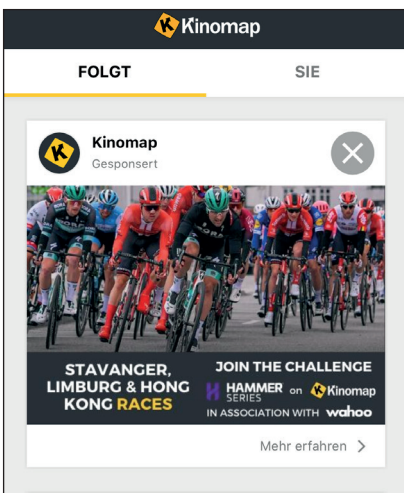 Kinomap
FOLGT
SIE
Kinomap
Gesponsert
STAVANGER,
LIMBURG & HONG
KONG RACES
JOIN THE CHALLENGE
HAMMER SERIES on Kinomap
IN ASSOCIATION WITH wahoo
Mehr erfahren